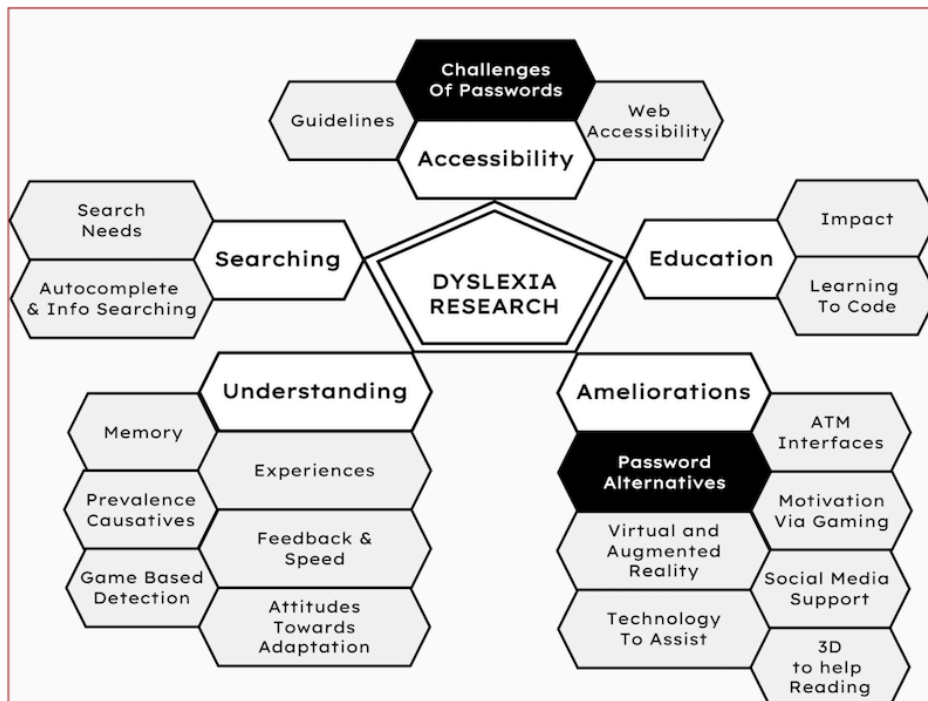 Challenges
Of Passwords
Guidelines
Web
Accessibility
Accessibility
Search
Needs
Searching
Autocomplete
& Info Searching
DYSLEXIA
RESEARCH
Education
Impact
Learning
To Code
Understanding
Memory
Experiences
Prevalence
Causatives
Feedback &
Speed
Game Based
Detection
Attitudes
Towards
Adaptation
Ameliorations
ATM
Interfaces
Password
Alternatives
Motivation
Via Gaming
Virtual and
Augmented
Reality
Social Media
Support
Technology
To Assist
3D
to help
Reading